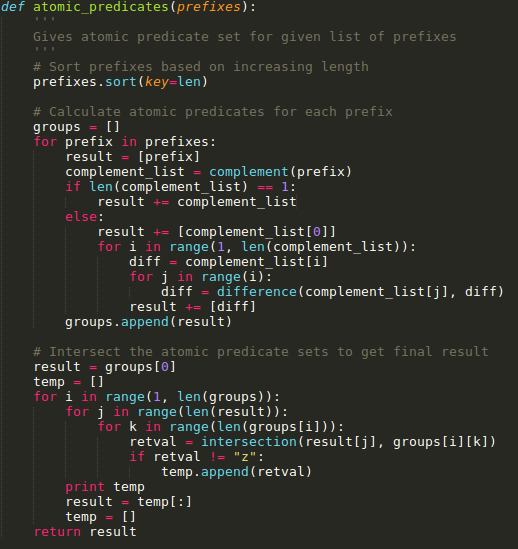 def atomic_predicates(prefixes):
    '''
    Gives atomic predicate set for given list of prefixes
    '''
    # Sort prefixes based on increasing length
    prefixes.sort(key=len)

    # Calculate atomic predicates for each prefix
    groups = []
    for prefix in prefixes:
        result = [prefix]
        complement_list = complement(prefix)
        if len(complement_list) == 1:
            result += complement_list
        else:
            result += [complement_list[0]]
            for i in range(1, len(complement_list)):
                diff = complement_list[i]
                for j in range(i):
                    diff = difference(complement_list[j], diff)
                result += [diff]
        groups.append(result)

    # Intersect the atomic predicate sets to get final result
    result = groups[0]
    temp = []
    for i in range(1, len(groups)):
        for j in range(len(result)):
            for k in range(len(groups[i])):
                retval = intersection(result[j], groups[i][k])
                if retval != "z":
                    temp.append(retval)
        print temp
        result = temp[:]
        temp = []
    return result